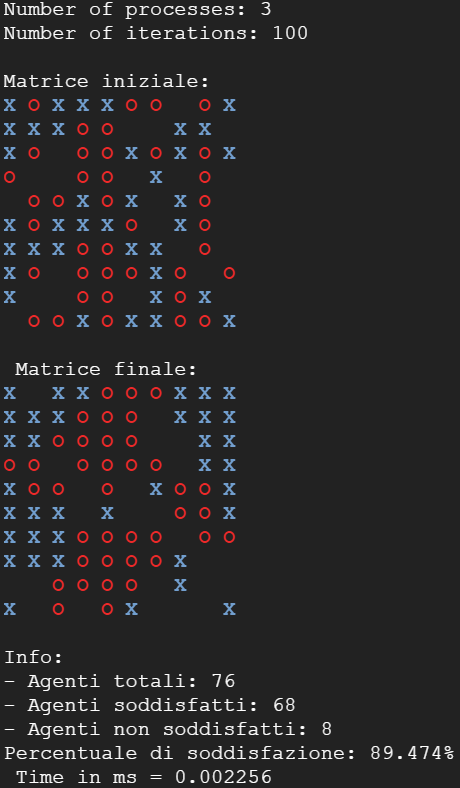 Number of processes: 3
Number of iterations: 100
Matrice iniziale:
x o x x x o o   o x
x x x o o     x x
x o   o o x o x o x
o     o o   x   o
  o o x o x   x o
x o x x x o   x o
x x x o o x x   o
x o   o o o x o   o
x     o o   x o x
  o o x o x x o o x
Matrice finale:
x   x x o o o x x x
x x x o o o   x x x
x x o o o o     x x
o o   o o o o   x x
x o o   o   x o o x
x x x   x     o o x
x x x o o o o   o o
x x x o o o o x
    o o o o   x
x   o   o x       x
Info:
- Agenti totali: 76
- Agenti soddisfatti: 68
- Agenti non soddisfatti: 8
Percentuale di soddisfazione: 89.474%
Time in ms = 0.002256